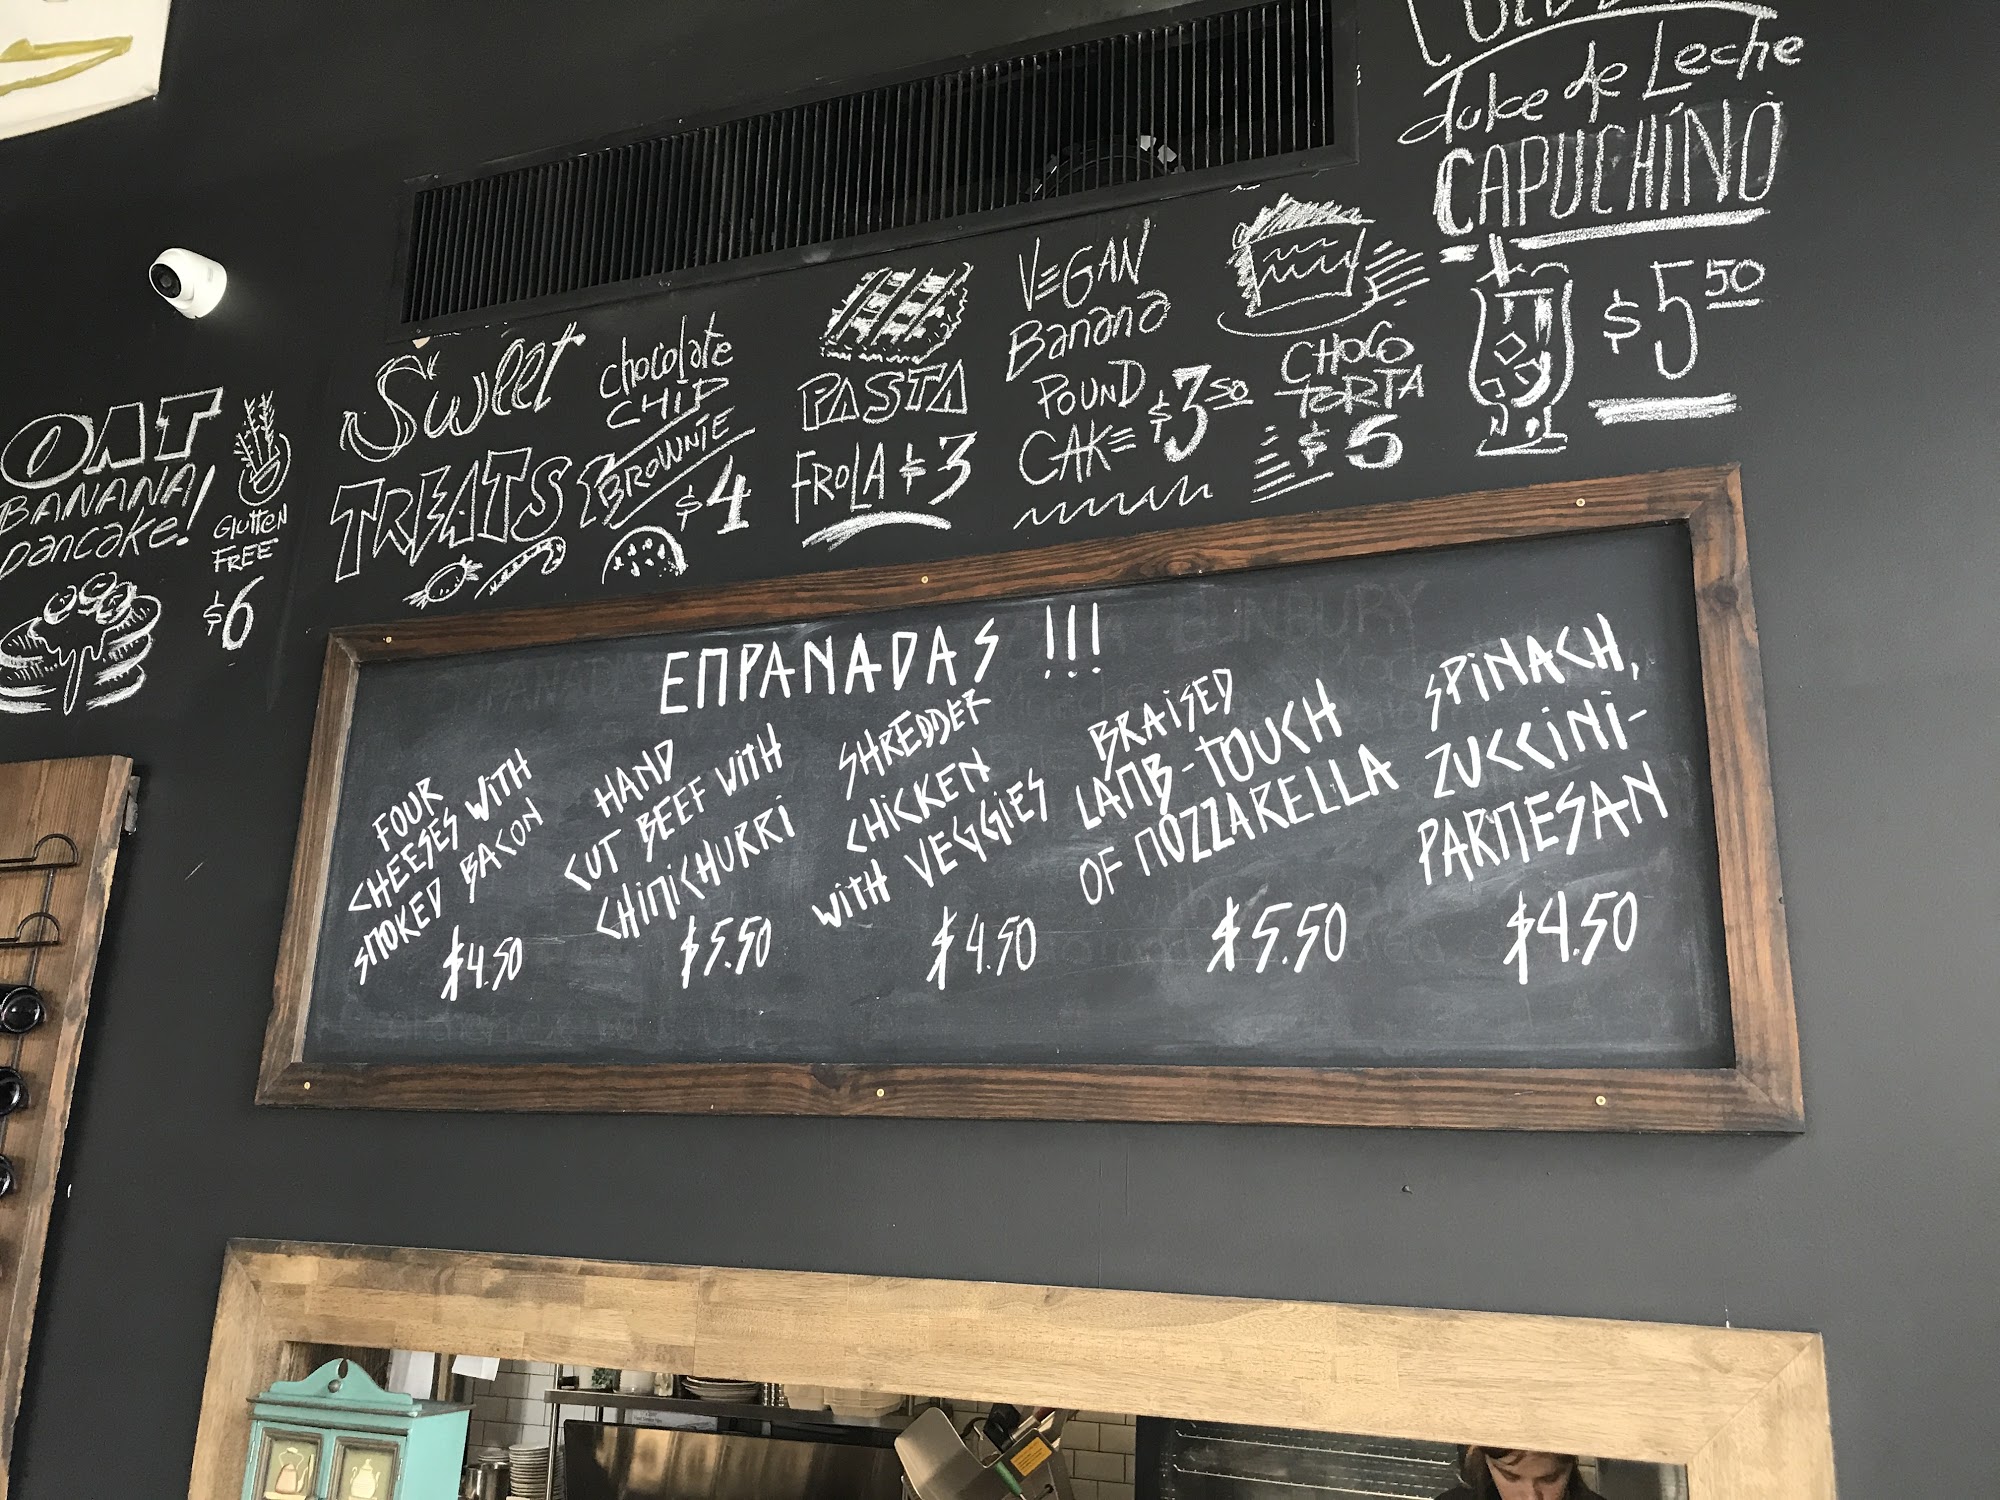 Dulce de Leche
CAPUCHINO
$5.50
OAT
BANANA
pancake!
Glutten
FREE
$6
Sweet
TREATS
chocolate
CHIP
BROWNIE
$4
PASTA
FROLA $3
VEGAN
Banana
POUND
CAKE $3.50
CHOCO
TORTA
$5
EMPANADAS !!!
FOUR
CHEESES WITH
SMOKED BACON
$4.50
HAND
CUT BEEF WITH
CHIMICHURRI
$5.50
SHREDDER
CHICKEN
WITH VEGGIES
$4.50
BRAISED
LAMB-TOUCH
OF MOZZARELLA
$5.50
SPINACH,
ZUCCINI-
PARMESAN
$4.50